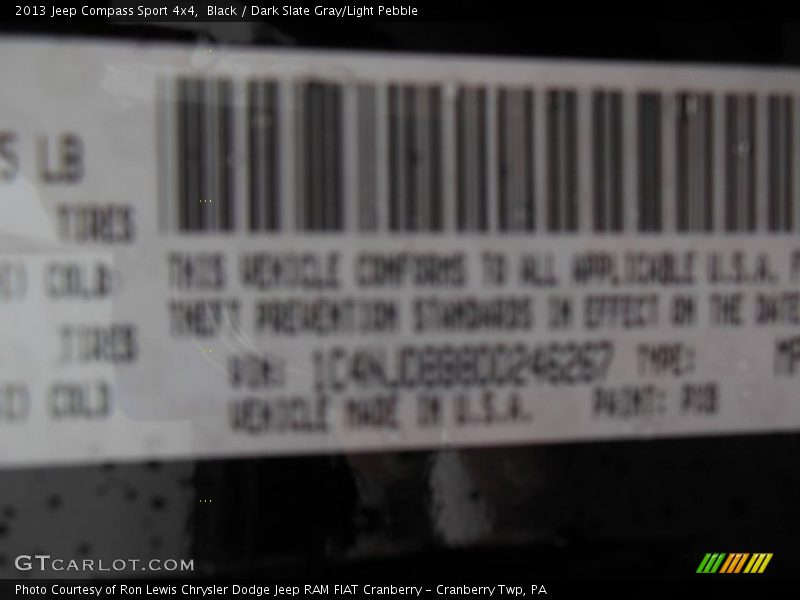 2013 Jeep Compass Sport 4x4,  Black / Dark Slate Gray/Light Pebble
5 LB
TIRES
COLD
TIRES
COLD
THIS VEHICLE CONFORMS TO ALL APPLICABLE U.S.A. F
THEFT PREVENTION STANDARDS IN EFFECT ON THE DATE
VIN: TYPE: MP
VEHICLE MADE IN U.S.A. PAINT:
GTCARLOT.COM
Photo Courtesy of Ron Lewis Chrysler Dodge Jeep RAM FIAT Cranberry - Cranberry Twp, PA